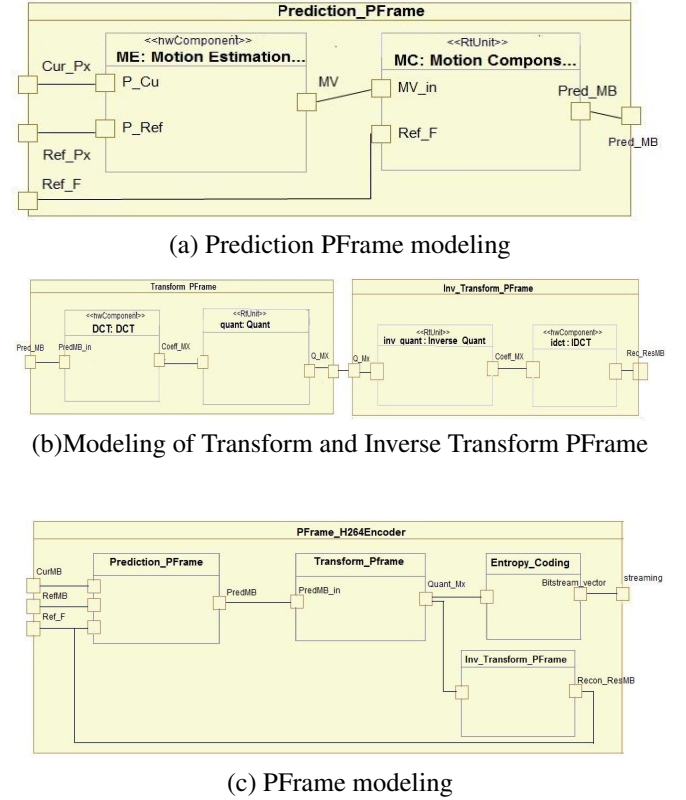 Prediction_PFrame
<<hwComponent>>
ME: Motion Estimation...
<<RtUnit>>
MC: Motion Compons...
Cur_Px
P_Cu
MV
MV_in
Pred_MB
P_Ref
Ref_F
Pred_MB
Ref_Px
Ref_F
(a) Prediction PFrame modeling
Transform PFrame
Inv_Transform_PFrame
<<hwComponent>>
DCT: DCT
<<RtUnit>>
quant: Quant
<<RtUnit>>
inv_quant : Inverse_Quant
<<hwComponent>>
idct : IDCT
Pred_MB
PredMB_in
Coeff_MX
Q_MX
Q_Mx
Coeff_MX
Rec_ResMB
(b)Modeling of Transform and Inverse Transform PFrame
PFrame_H264Encoder
CurMB
Prediction_PFrame
Transform_Pframe
Entropy_Coding
RefMB
PredMB
PredMB_in
Quant_Mx
Bitstream_vector
streaming
Ref_F
Inv_Transform_PFrame
Recon_ResMB
(c) PFrame modeling